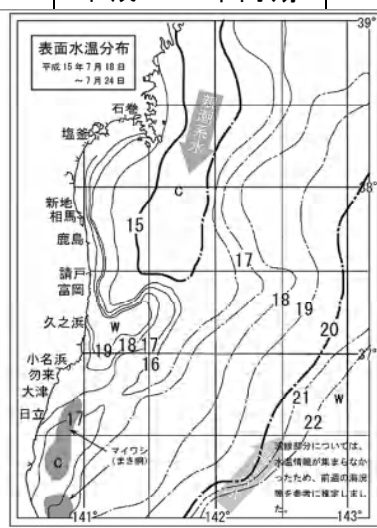 表面水温分布
平成15年7月18日
～7月24日
39°
石巻
塩釜
親潮系水
C
38°
新地
相馬
鹿島
15
請戸
富岡
17
久之浜
W
18
19
20
19
18
17
16
37°
小名浜
勿来
大津
日立
17
21
W
22
マイワシ
(まき網)
C
点線部分については、
水温情報が集まらなか
ったため、前週の海況
等を参考に推定しまし
た。
141°
142°